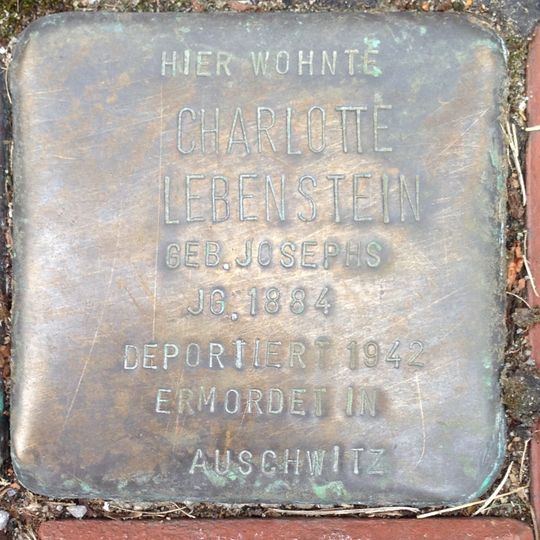 HIER WOHNTE
CHARLOTTE
LEBENSTEIN
GEB. JOSEPHS
JG. 1884
DEPORTIERT 1942
ERMORDET IN
AUSCHWITZ